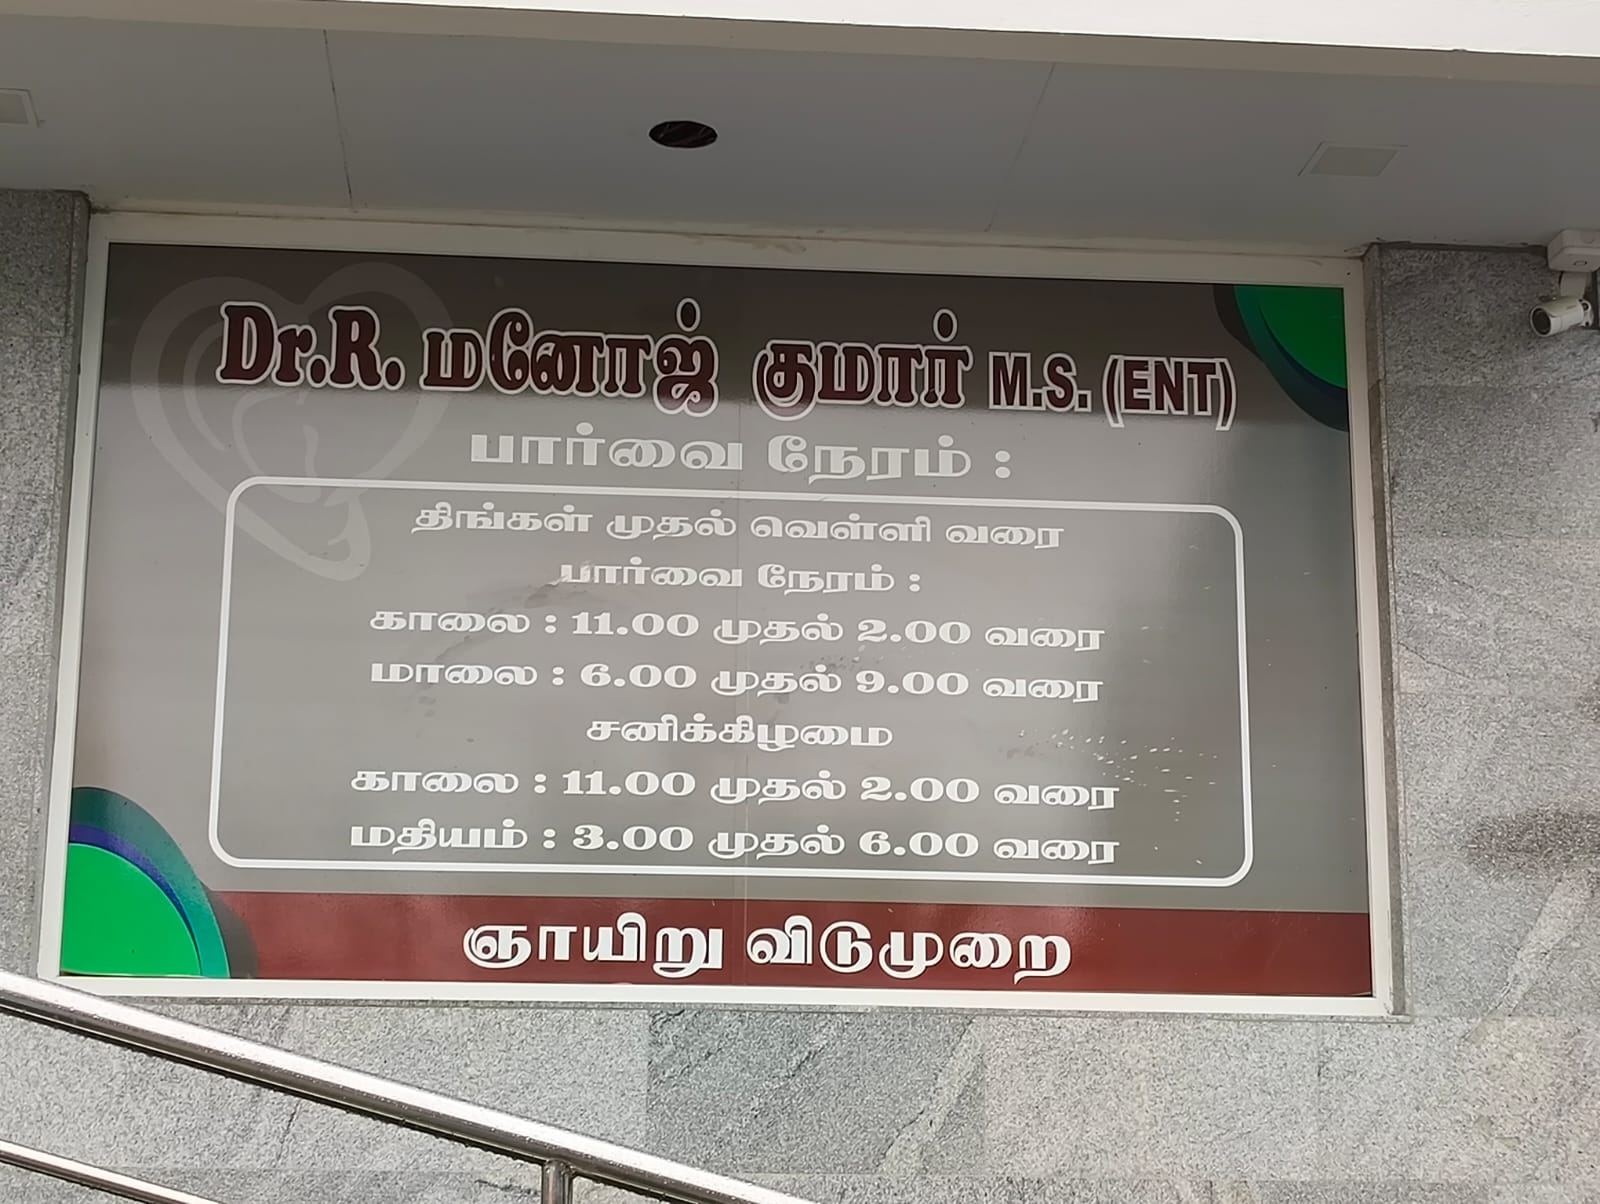 Dr.R. மனோஜ் குமார் M.S. (ENT)
பார்வை நேரம் :
திங்கள் முதல் வெள்ளி வரை
பார்வை நேரம் :
காலை : 11.00 முதல் 2.00 வரை
மாலை : 6.00 முதல் 9.00 வரை
சனிக்கிழமை
காலை : 11.00 முதல் 2.00 வரை
மதியம் : 3.00 முதல் 6.00 வரை
ஞாயிறு விடுமுறை